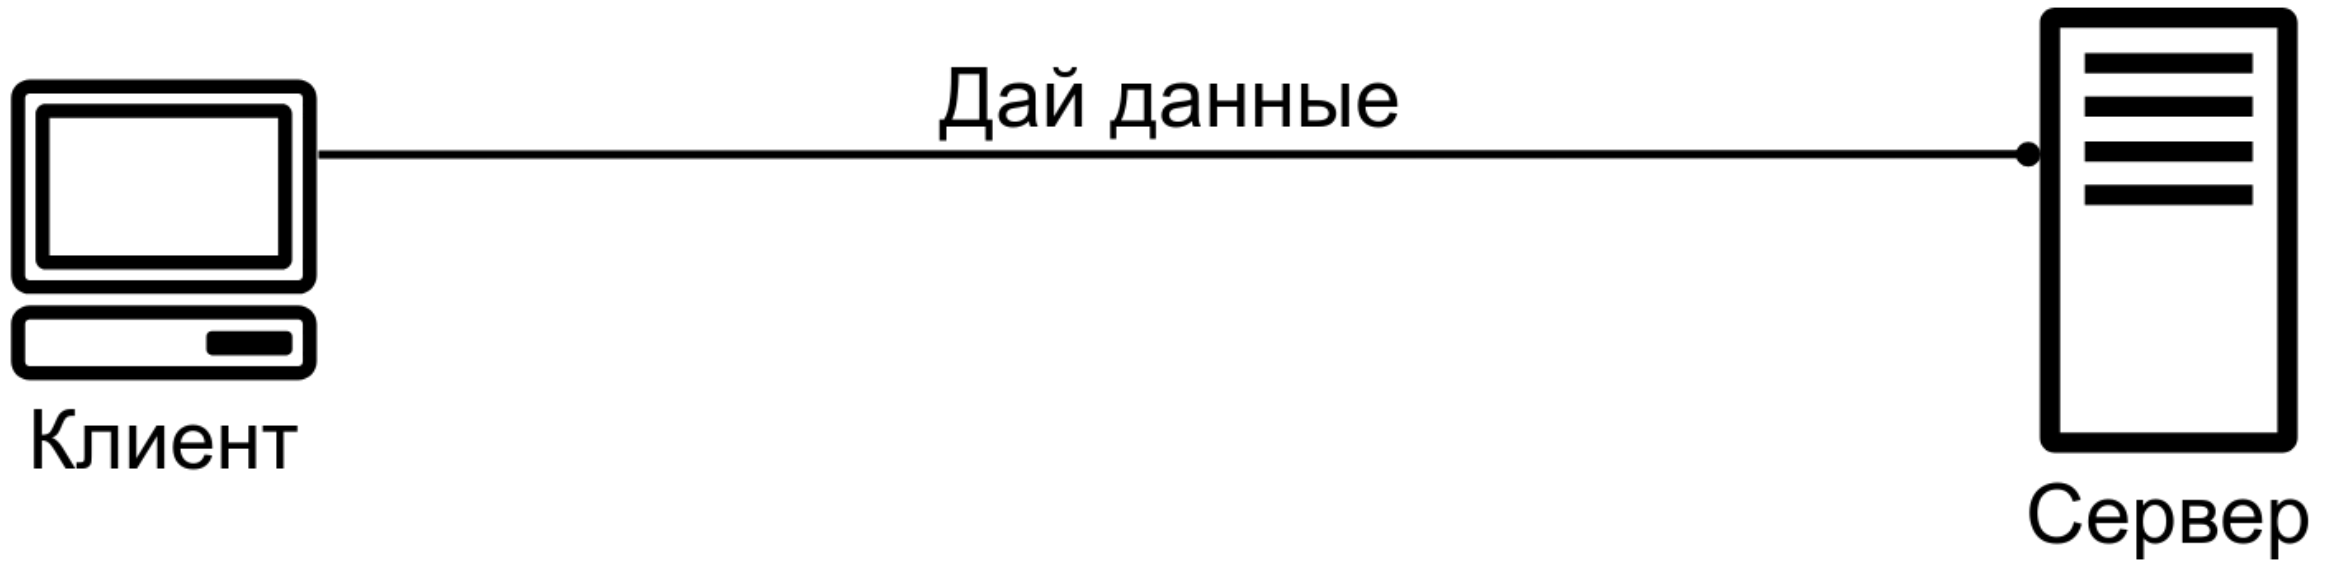 Дай данные
Клиент
Сервер